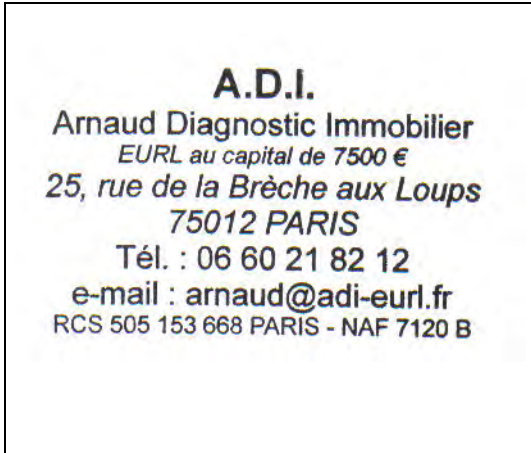 A.D.I.
Arnaud Diagnostic Immobilier
EURL au capital de 7500 €
25, rue de la Brèche aux Loups
75012 PARIS
Tél. : 06 60 21 82 12
e-mail : arnaud@adi-eurl.fr
RCS 505 153 668 PARIS - NAF 7120 B